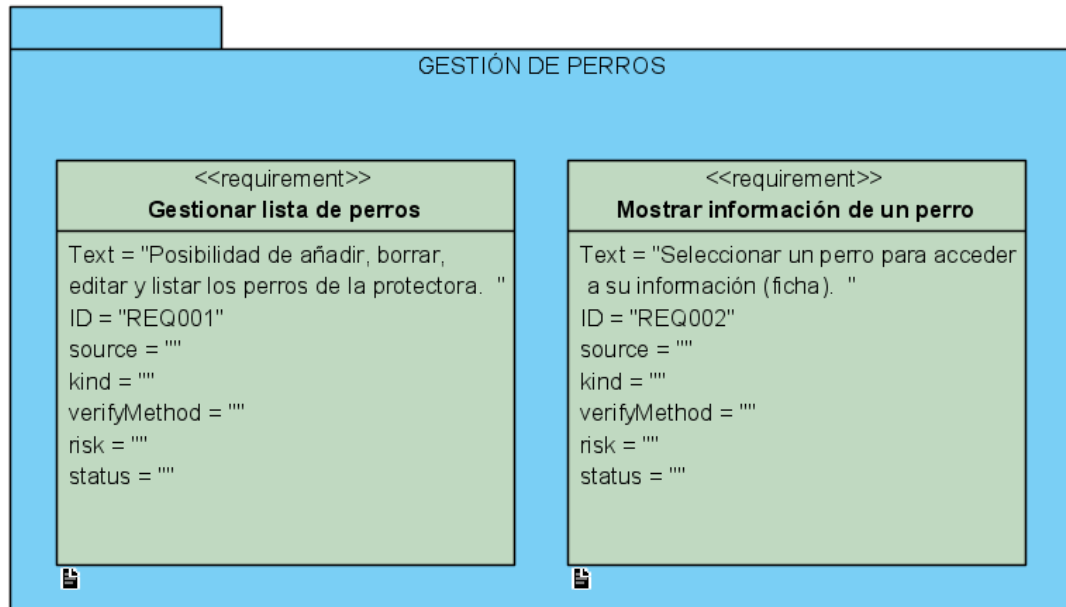 GESTIÓN DE PERROS
<<requirement>>
Gestionar lista de perros
Text = "Posibilidad de añadir, borrar,
editar y listar los perros de la protectora.  "
ID = "REQ001"
source = ""
kind = ""
verifyMethod = ""
risk = ""
status = ""
<<requirement>>
Mostrar información de un perro
Text = "Seleccionar un perro para acceder
a su información (ficha).  "
ID = "REQ002"
source = ""
kind = ""
verifyMethod = ""
risk = ""
status = ""